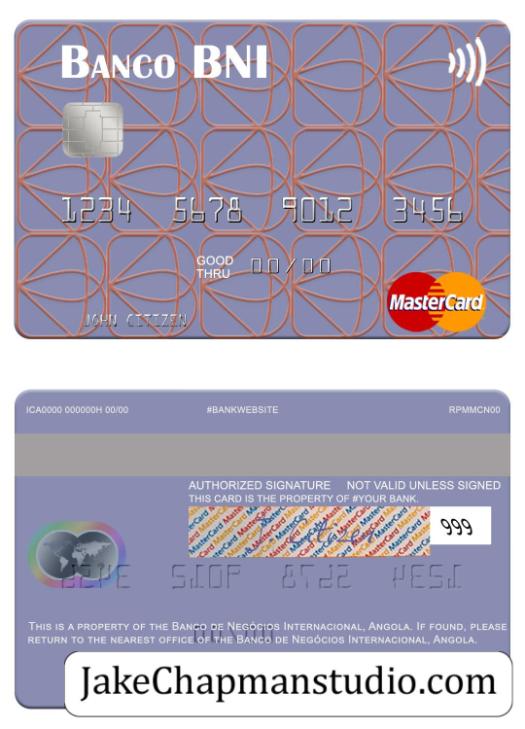 BANCO BNI
1234 5678 9012 3456
GOOD THRU 00/00
JOHN CITIZEN
MasterCard
ICA0000 000000H 00/00 #BANKWEBSITE RPMMCN00
AUTHORIZED SIGNATURE NOT VALID UNLESS SIGNED
THIS CARD IS THE PROPERTY OF #YOUR BANK.
999
THIS IS A PROPERTY OF THE BANCO DE NEGÓCIOS INTERNACIONAL, ANGOLA. IF FOUND, PLEASE
RETURN TO THE NEAREST OFFICE OF THE BANCO DE NEGÓCIOS INTERNACIONAL, ANGOLA.
JakeChapmanstudio.com